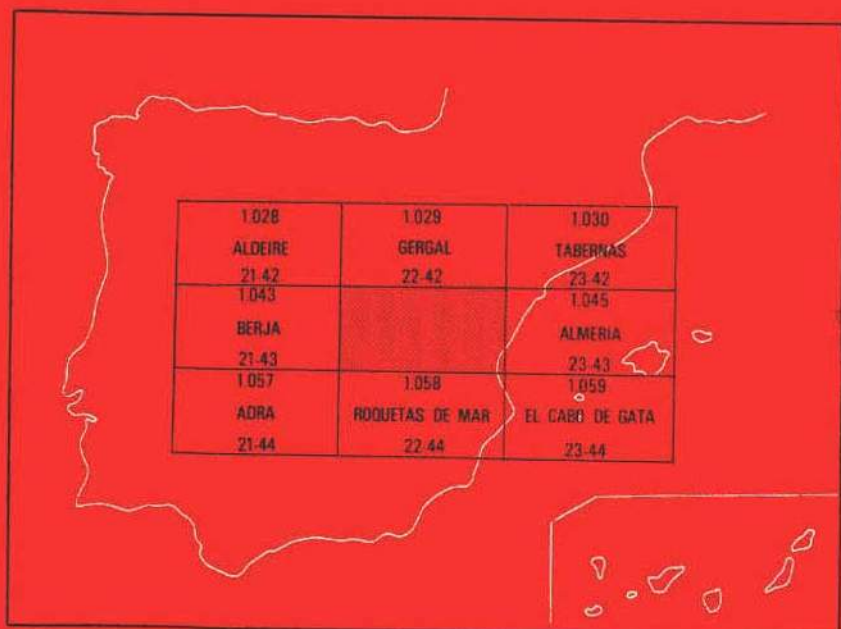 1.028
ALDEIRE
21-42
1.029
GERGAL
22-42
1.030
TABERNAS
23-42
1.043
BERJA
21-43
1.045
ALMERIA
23-43
1.057
ADRA
21-44
1.058
ROQUETAS DE MAR
22-44
1.059
EL CABO DE GATA
23-44